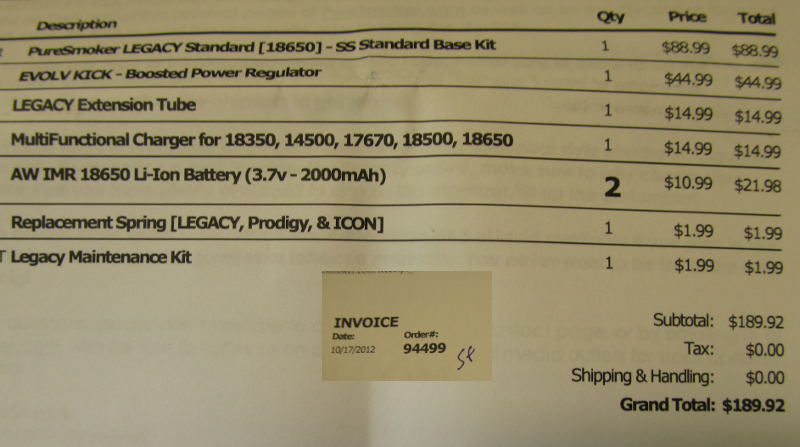 Description Qty Price Total
PureSmoker LEGACY Standard [18650] - SS Standard Base Kit 1 $88.99 $88.99
EVOLV KICK - Boosted Power Regulator 1 $44.99 $44.99
LEGACY Extension Tube 1 $14.99 $14.99
MultiFunctional Charger for 18350, 14500, 17670, 18500, 18650 1 $14.99 $14.99
AW IMR 18650 Li-Ion Battery (3.7v - 2000mAh) 2 $10.99 $21.98
Replacement Spring [LEGACY, Prodigy, & ICON] 1 $1.99 $1.99
T Legacy Maintenance Kit 1 $1.99 $1.99
INVOICE
Date: Order#:
10/17/2012 94499
Subtotal: $189.92
Tax: $0.00
Shipping & Handling: $0.00
Grand Total: $189.92